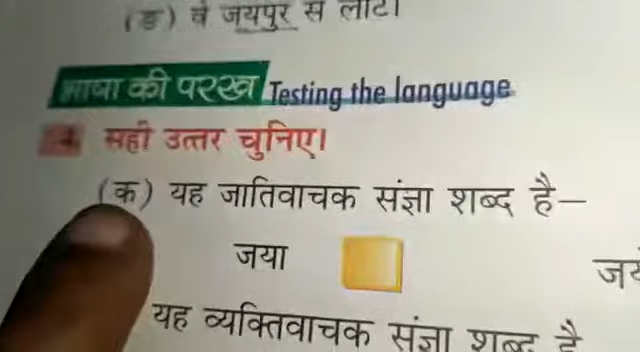 (ङ) वे जयपुर से लौटे।
भाषा की परख Testing the language
सही उत्तर चुनिए।
(क) यह जातिवाचक संज्ञा शब्द है—
जया
यह व्यक्तिवाचक संज्ञा शब्द है